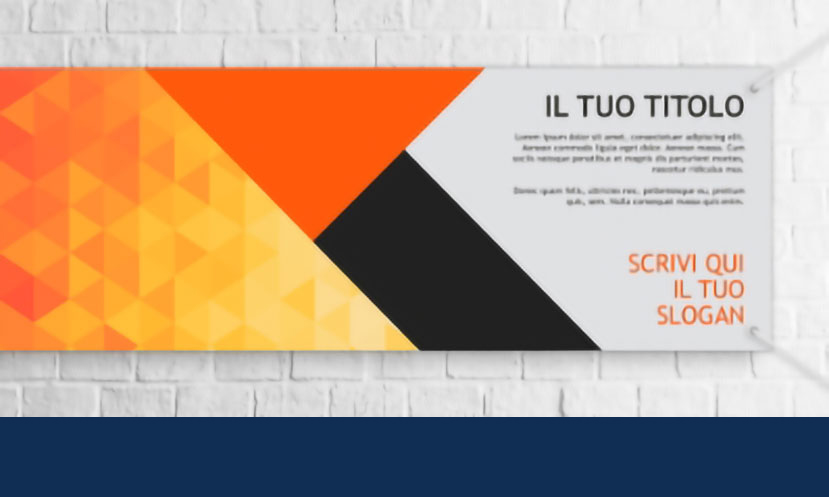 IL TUO TITOLO
Lorem ipsum dolor sit amet, consectetuer adipiscing elit.
Aenean commodo ligula eget dolor. Aenean massa. Cum
sociis natoque penatibus et magnis dis parturient montes,
nascetur ridiculus mus.
Donec quam felis, ultricies nec, pellentesque eu, pretium
quis, sem. Nulla consequat massa quis enim.
SCRIVI QUI
IL TUO
SLOGAN